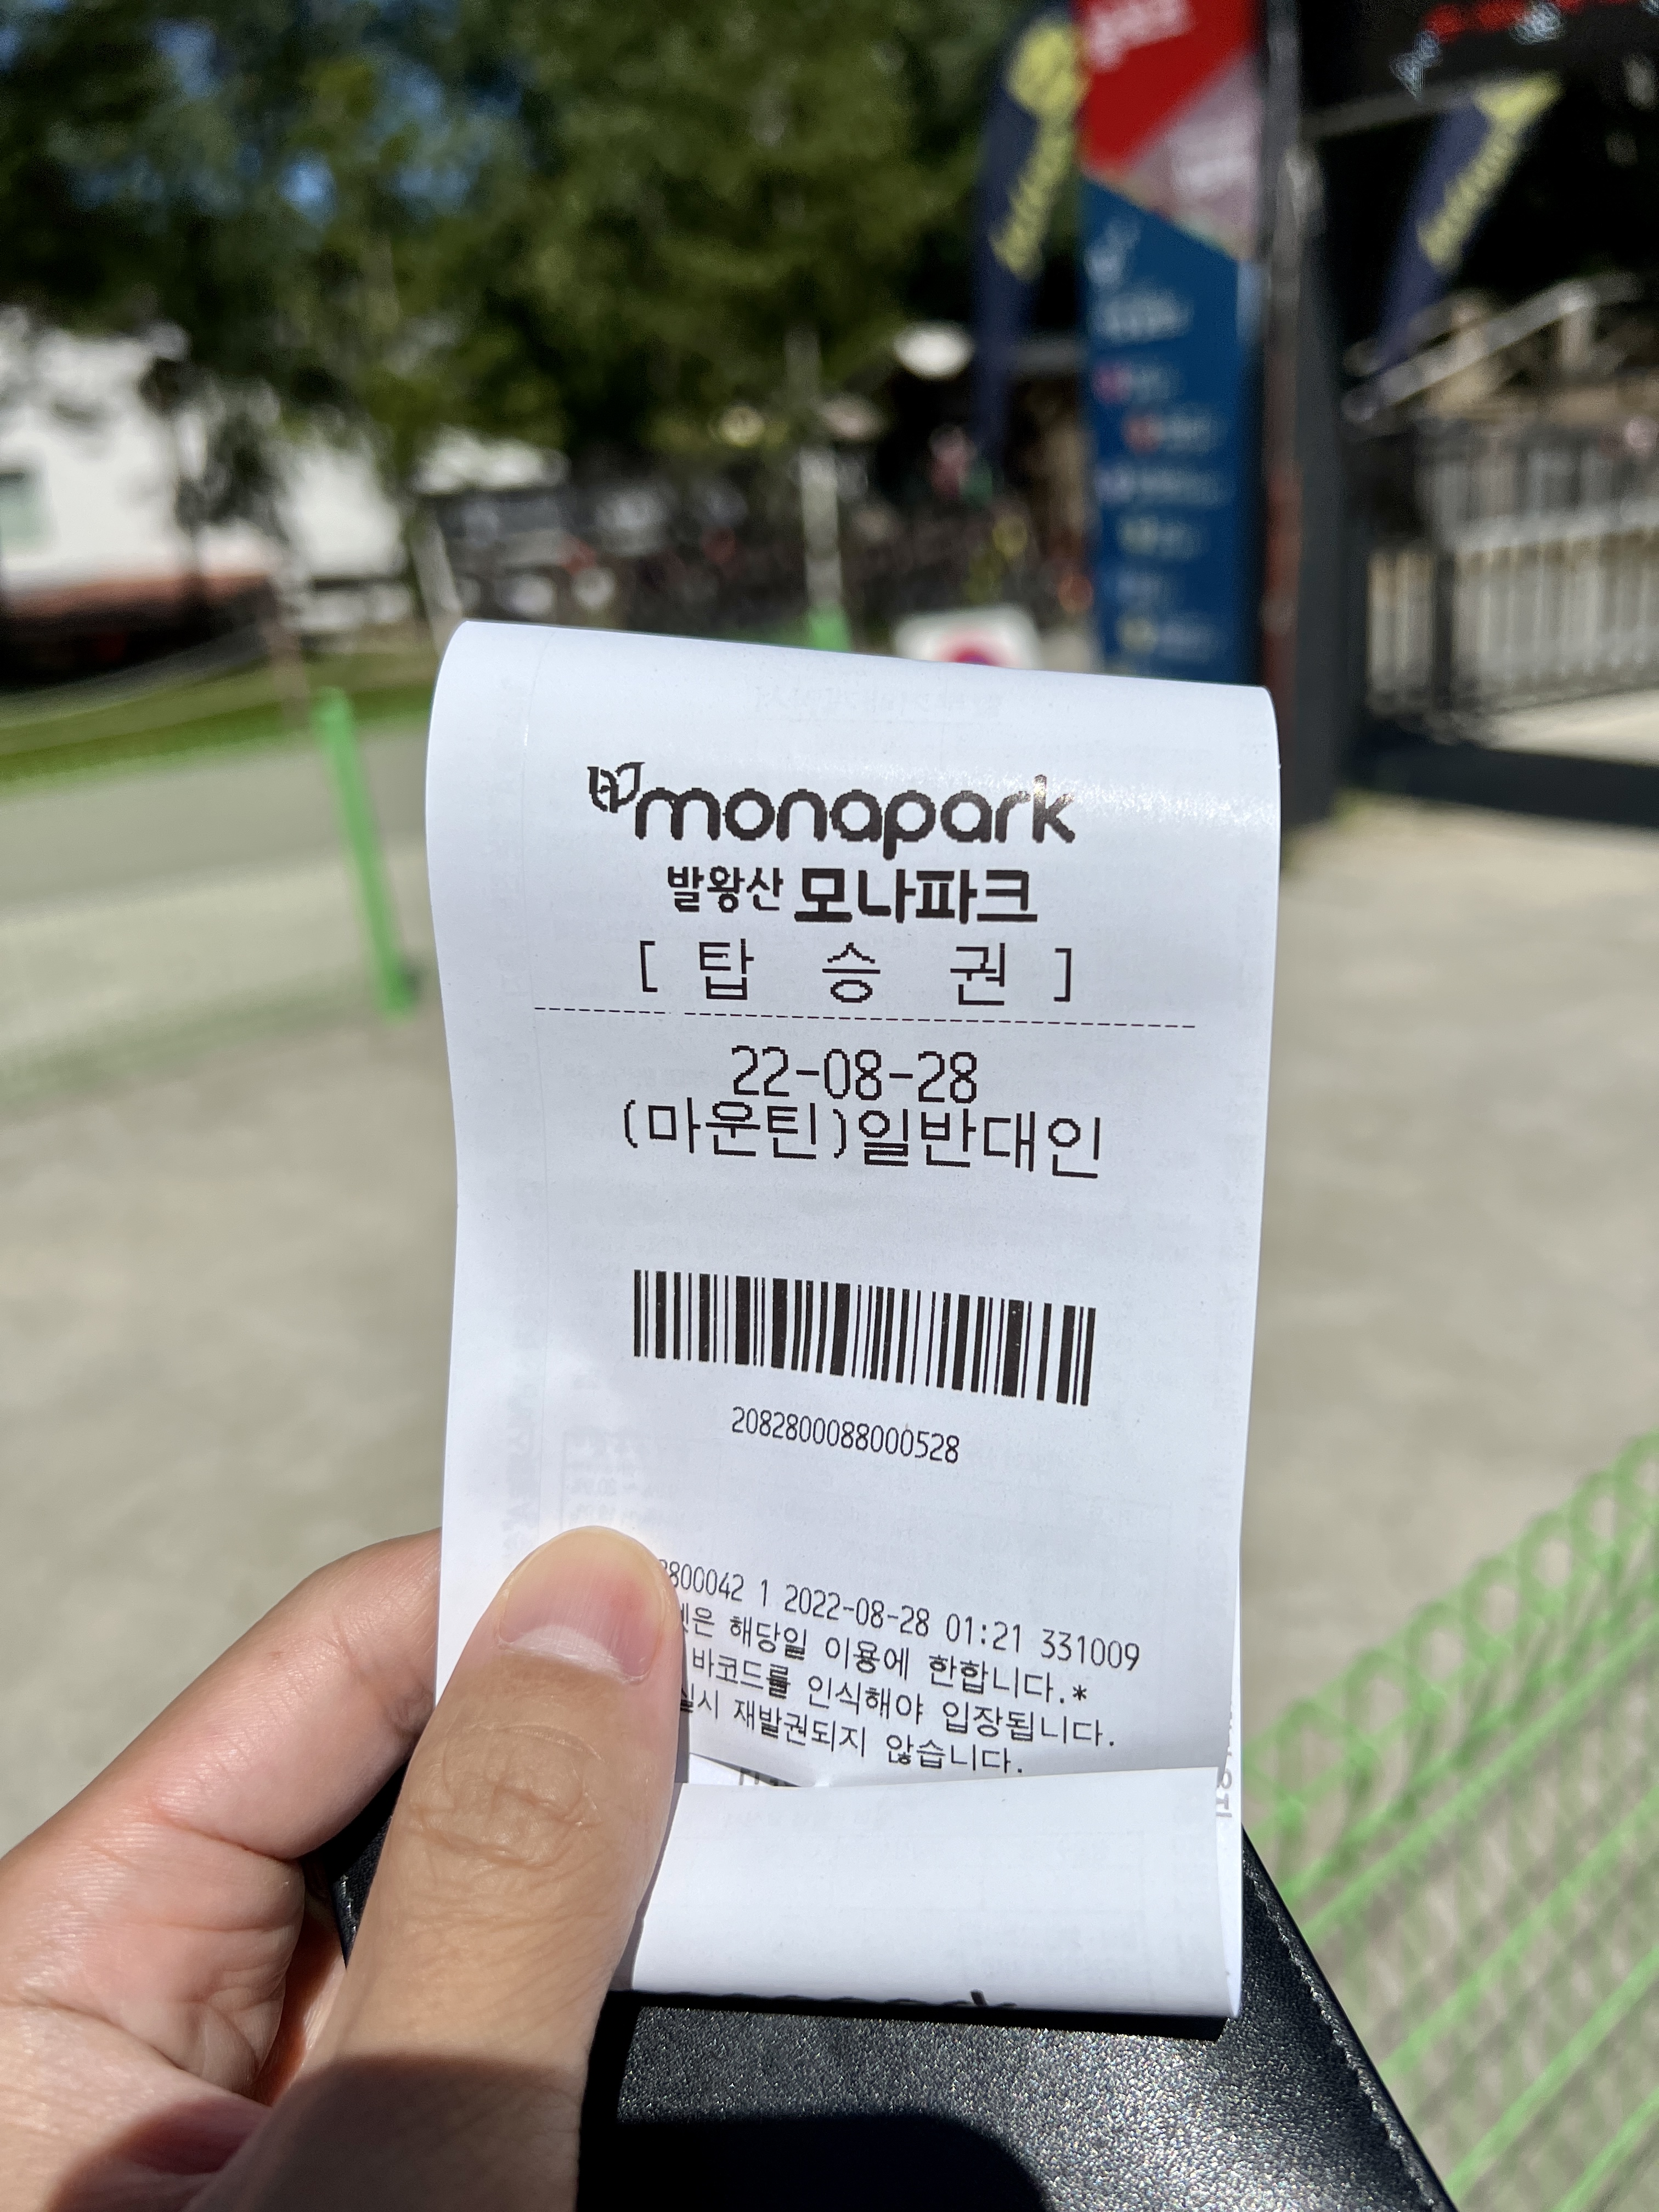 monapark
발왕산 모나파크
[ 탑 승 권 ]
22-08-28
(마운틴)일반대인
2082800088000528
800042 1 2022-08-28 01:21 331009
해당일 이용에 한합니다.*
바코드를 인식해야 입장됩니다.
재발권되지 않습니다.